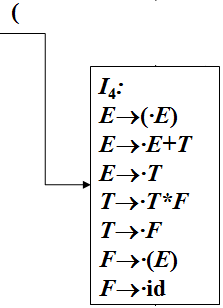 (
I₄:
E→(·E)
E→·E+T
E→·T
T→·T*F
T→·F
F→·(E)
F→·id